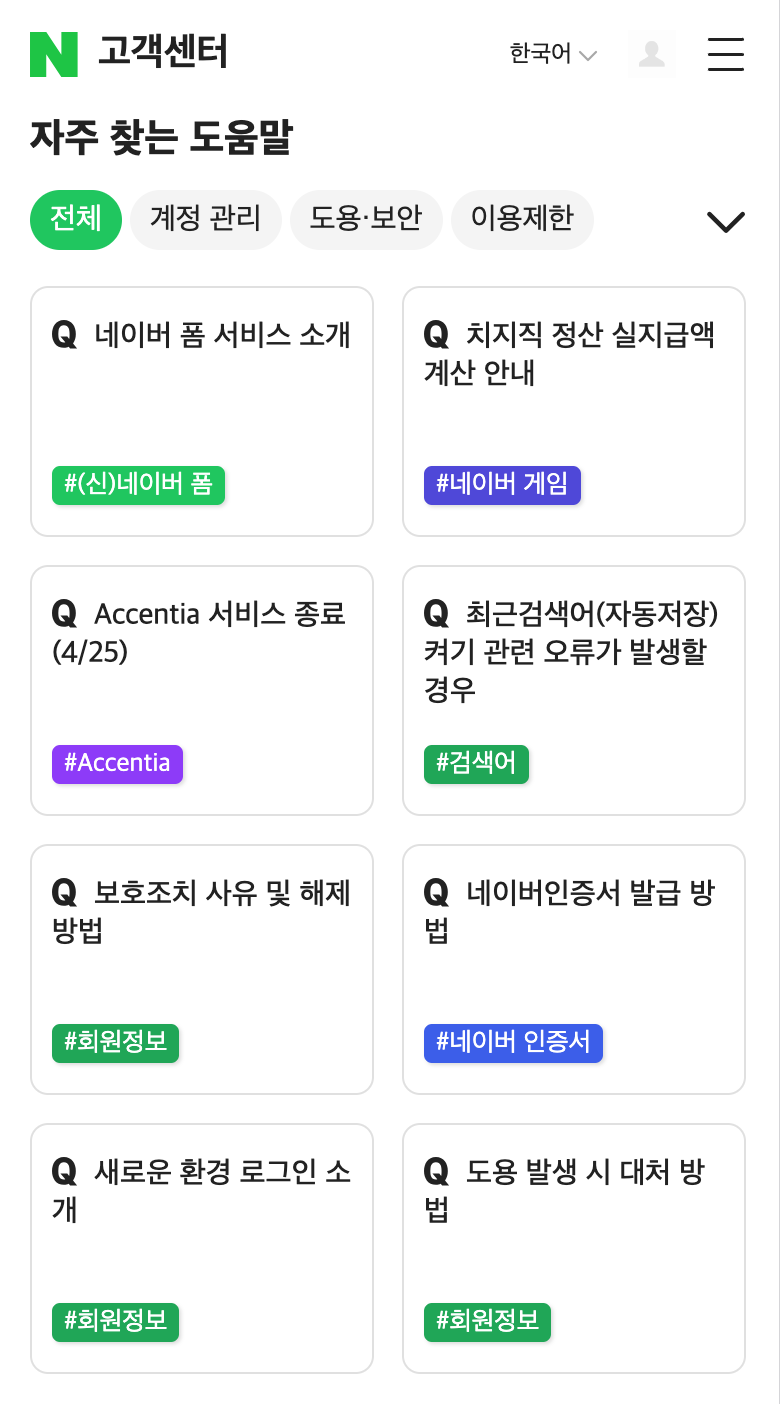 N 고객센터
한국어
자주 찾는 도움말
전체
계정 관리
도용·보안
이용제한
Q 네이버 폼 서비스 소개
#(신)네이버 폼
Q 치지직 정산 실지급액
계산 안내
#네이버 게임
Q Accentia 서비스 종료
(4/25)
#Accentia
Q 최근검색어(자동저장)
켜기 관련 오류가 발생할
경우
#검색어
Q 보호조치 사유 및 해제
방법
#회원정보
Q 네이버인증서 발급 방
법
#네이버 인증서
Q 새로운 환경 로그인 소
개
#회원정보
Q 도용 발생 시 대처 방
법
#회원정보